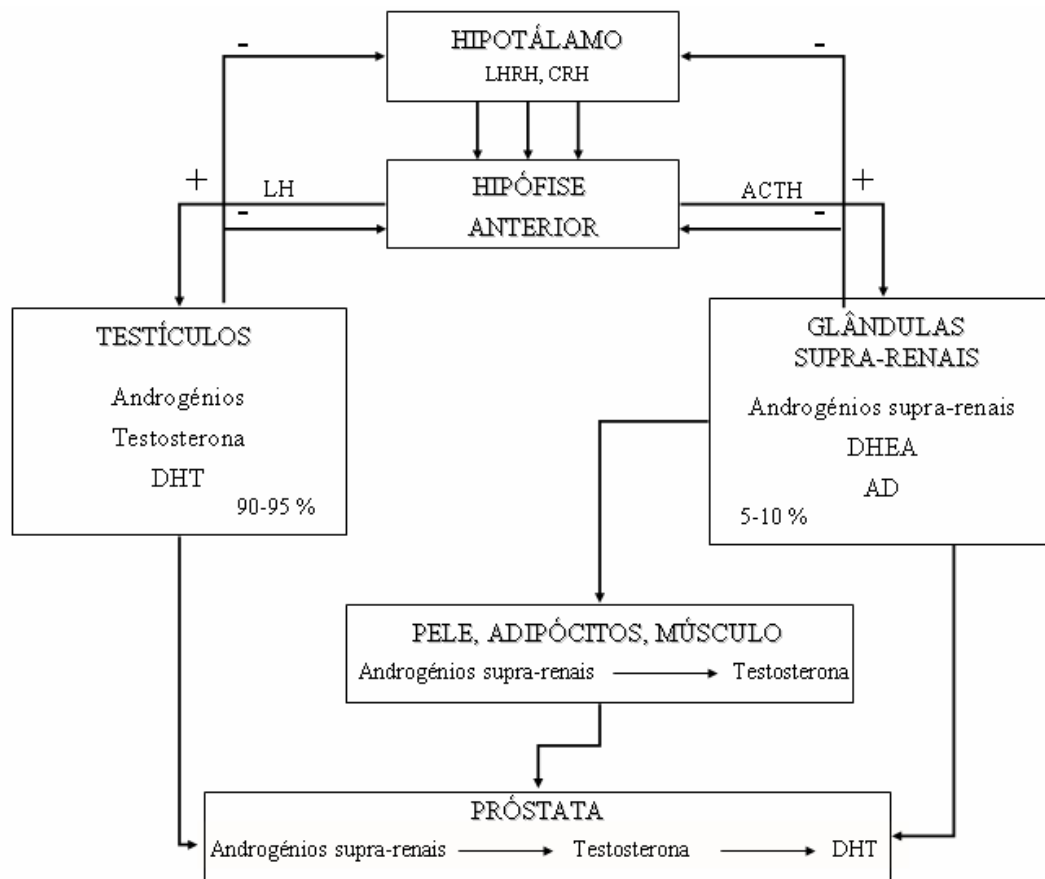 -
HIPOTÁLAMO
-
LHRH, CRH
+
LH
HIPÓFISE
ANTERIOR
ACTH
+
-
-
TESTÍCULOS
Androgénios
Testosterona
DHT
90-95 %
GLÂNDULAS
SUPRA-RENAIS
Androgénios supra-renais
DHEA
AD
5-10 %
PELE, ADIPÓCITOS, MÚSCULO
Androgénios supra-renais
Testosterona
PRÓSTATA
Androgénios supra-renais
Testosterona
DHT